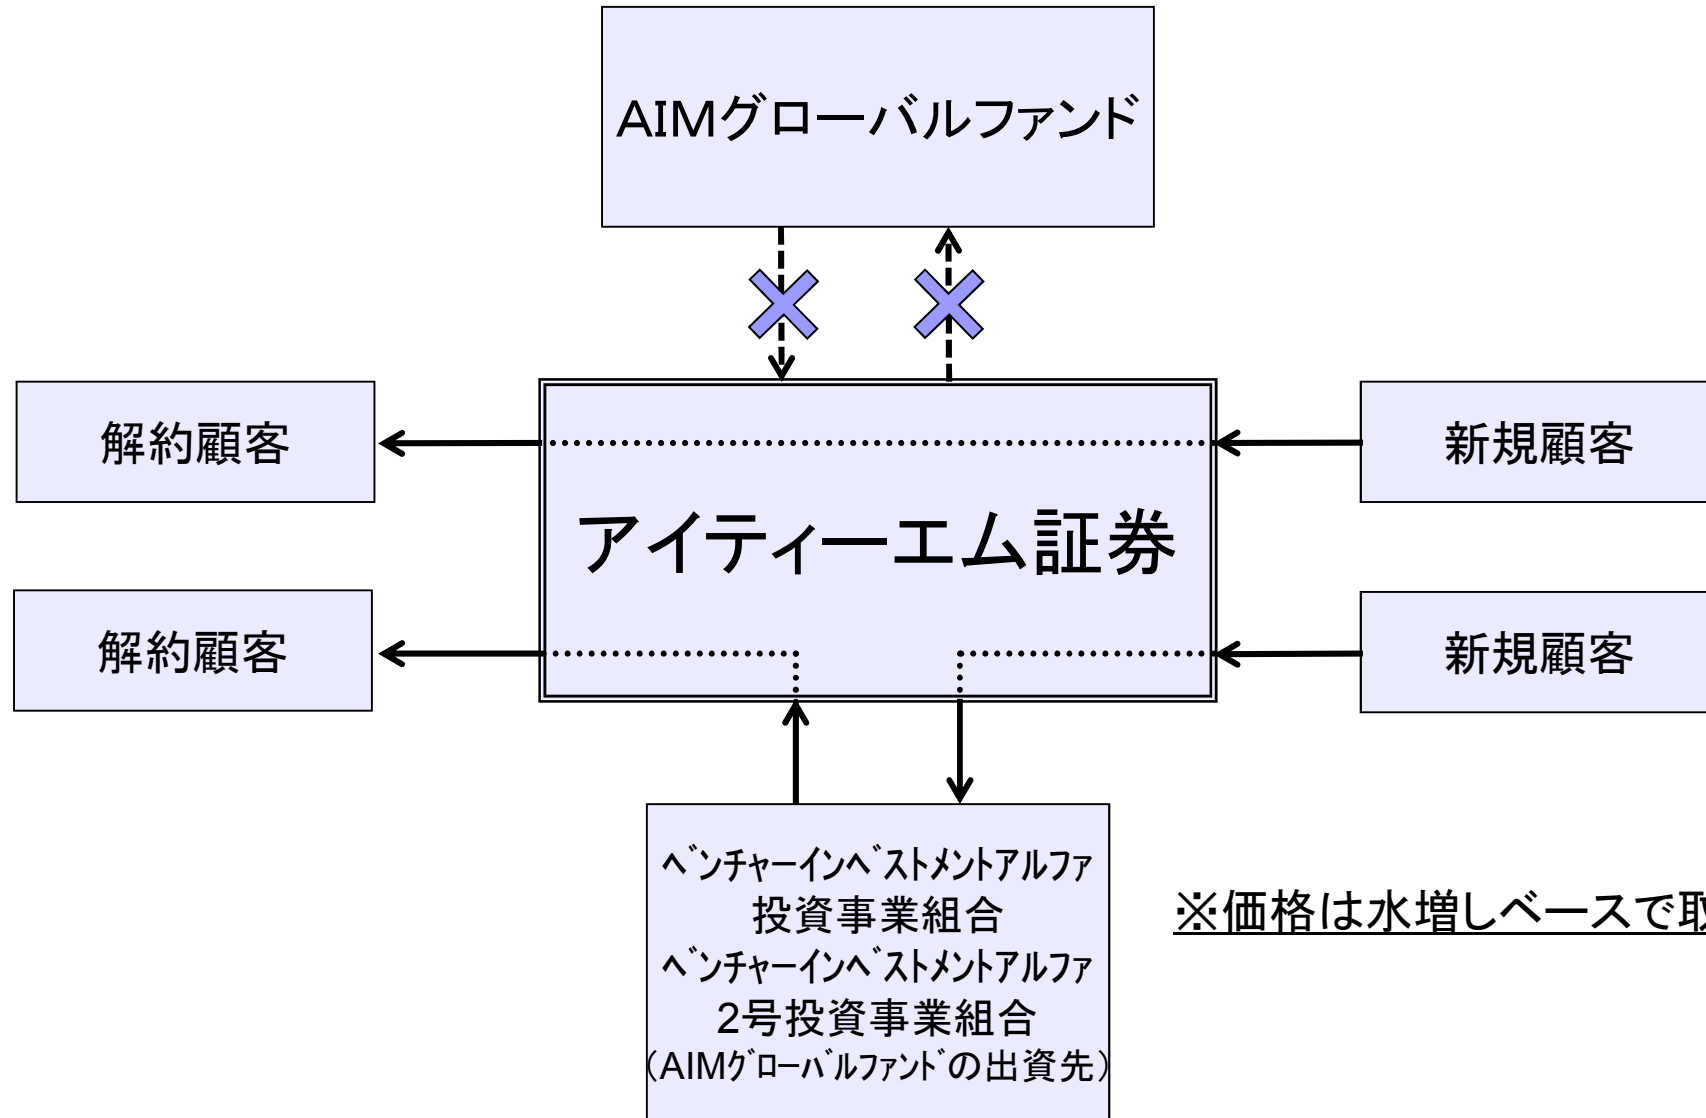 AIMグローバルファンド
解約顧客
新規顧客
アイティーエム証券
解約顧客
新規顧客
ﾍﾞﾝﾁｬｰｲﾝﾍﾞｽﾄﾒﾝﾄｱﾙﾌｧ
投資事業組合
ﾍﾞﾝﾁｬｰｲﾝﾍﾞｽﾄﾒﾝﾄｱﾙﾌｧ
2号投資事業組合
(AIMｸﾞﾛｰﾊﾞﾙﾌｧﾝﾄﾞの出資先)
※価格は水増しベースで取